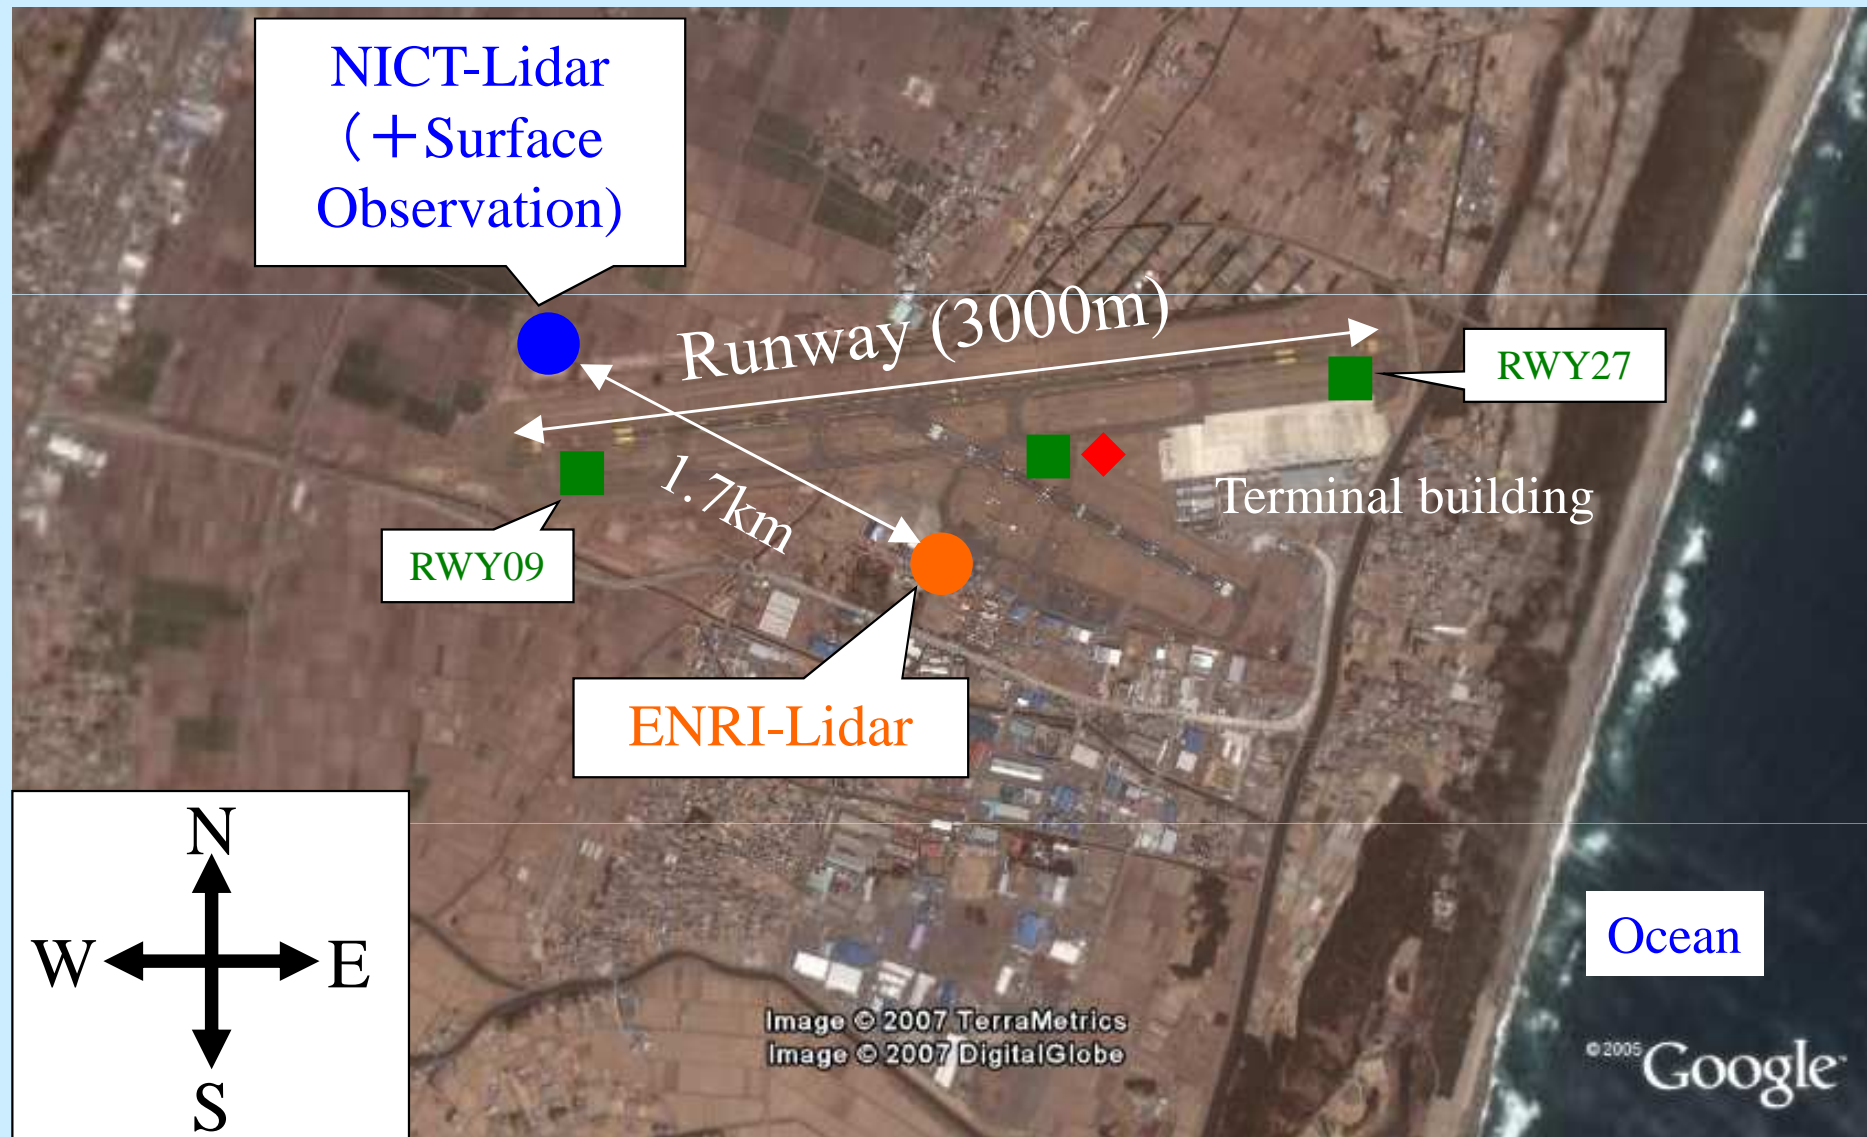 NICT-Lidar
（＋Surface
Observation)
Runway (3000m)
RWY27
1.7km
Terminal building
RWY09
ENRI-Lidar
N
W
E
S
Ocean
Image © 2007 TerraMetrics
Image © 2007 DigitalGlobe
©2005 Google™